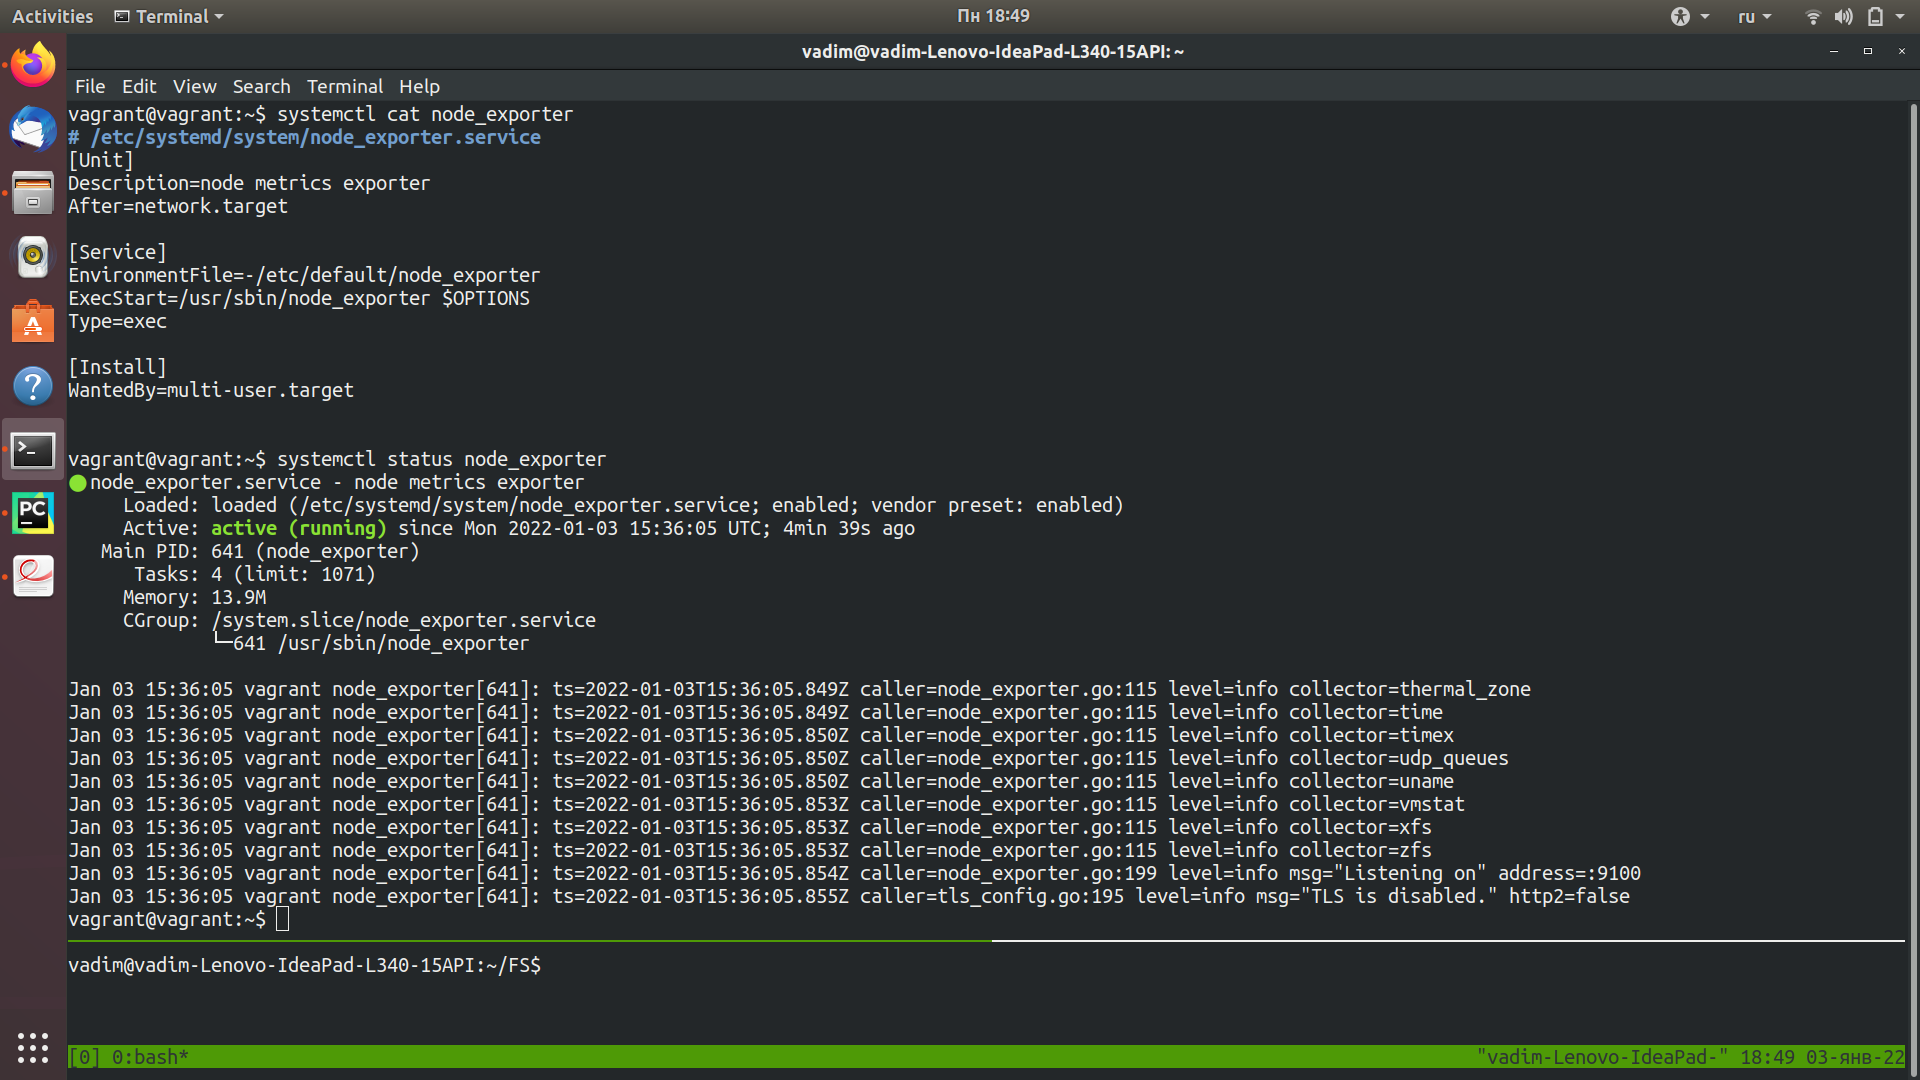 Activities Terminal Пн 18:49 ru
vadim@vadim-Lenovo-IdeaPad-L340-15API: ~
File Edit View Search Terminal Help
vagrant@vagrant:~$ systemctl cat node_exporter
# /etc/systemd/system/node_exporter.service
[Unit]
Description=node metrics exporter
After=network.target
[Service]
EnvironmentFile=-/etc/default/node_exporter
ExecStart=/usr/sbin/node_exporter $OPTIONS
Type=exec
[Install]
WantedBy=multi-user.target
vagrant@vagrant:~$ systemctl status node_exporter
● node_exporter.service - node metrics exporter
Loaded: loaded (/etc/systemd/system/node_exporter.service; enabled; vendor preset: enabled)
Active: active (running) since Mon 2022-01-03 15:36:05 UTC; 4min 39s ago
Main PID: 641 (node_exporter)
Tasks: 4 (limit: 1071)
Memory: 13.9M
CGroup: /system.slice/node_exporter.service
└─641 /usr/sbin/node_exporter
Jan 03 15:36:05 vagrant node_exporter[641]: ts=2022-01-03T15:36:05.849Z caller=node_exporter.go:115 level=info collector=thermal_zone
Jan 03 15:36:05 vagrant node_exporter[641]: ts=2022-01-03T15:36:05.849Z caller=node_exporter.go:115 level=info collector=time
Jan 03 15:36:05 vagrant node_exporter[641]: ts=2022-01-03T15:36:05.850Z caller=node_exporter.go:115 level=info collector=timex
Jan 03 15:36:05 vagrant node_exporter[641]: ts=2022-01-03T15:36:05.850Z caller=node_exporter.go:115 level=info collector=udp_queues
Jan 03 15:36:05 vagrant node_exporter[641]: ts=2022-01-03T15:36:05.850Z caller=node_exporter.go:115 level=info collector=uname
Jan 03 15:36:05 vagrant node_exporter[641]: ts=2022-01-03T15:36:05.853Z caller=node_exporter.go:115 level=info collector=vmstat
Jan 03 15:36:05 vagrant node_exporter[641]: ts=2022-01-03T15:36:05.853Z caller=node_exporter.go:115 level=info collector=xfs
Jan 03 15:36:05 vagrant node_exporter[641]: ts=2022-01-03T15:36:05.853Z caller=node_exporter.go:115 level=info collector=zfs
Jan 03 15:36:05 vagrant node_exporter[641]: ts=2022-01-03T15:36:05.854Z caller=node_exporter.go:199 level=info msg="Listening on" address=:9100
Jan 03 15:36:05 vagrant node_exporter[641]: ts=2022-01-03T15:36:05.855Z caller=tls_config.go:195 level=info msg="TLS is disabled." http2=false
vagrant@vagrant:~$
vadim@vadim-Lenovo-IdeaPad-L340-15API:~/FS$
PC
[0] 0:bash* "vadim-Lenovo-IdeaPad-" 18:49 03-янв-22